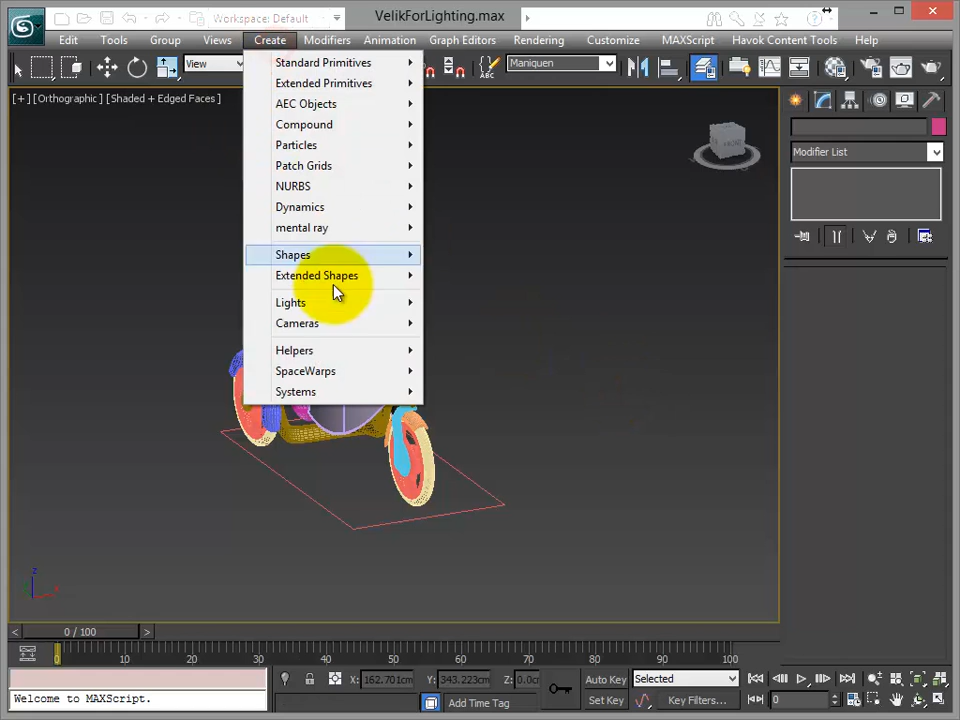 Workspace: Default
VelikForLighting.max
Edit Tools Group Views Create Modifiers Animation Graph Editors Rendering Customize MAXScript Havok Content Tools Help
View
ABC
Maniquen
[+] [Orthographic] [Shaded + Edged Faces]
Standard Primitives
Extended Primitives
AEC Objects
Compound
Particles
Patch Grids
NURBS
Dynamics
mental ray
Shapes
Extended Shapes
Lights
Cameras
Helpers
SpaceWarps
Systems
Modifier List
z
x
0 / 100
0 10 20 30 40 50 60 70 80 90 100
X: 162.701cm Y: 343.223cm Z: 0.0c
Auto Key Selected
Welcome to MAXScript.
Add Time Tag
Set Key Key Filters... 0